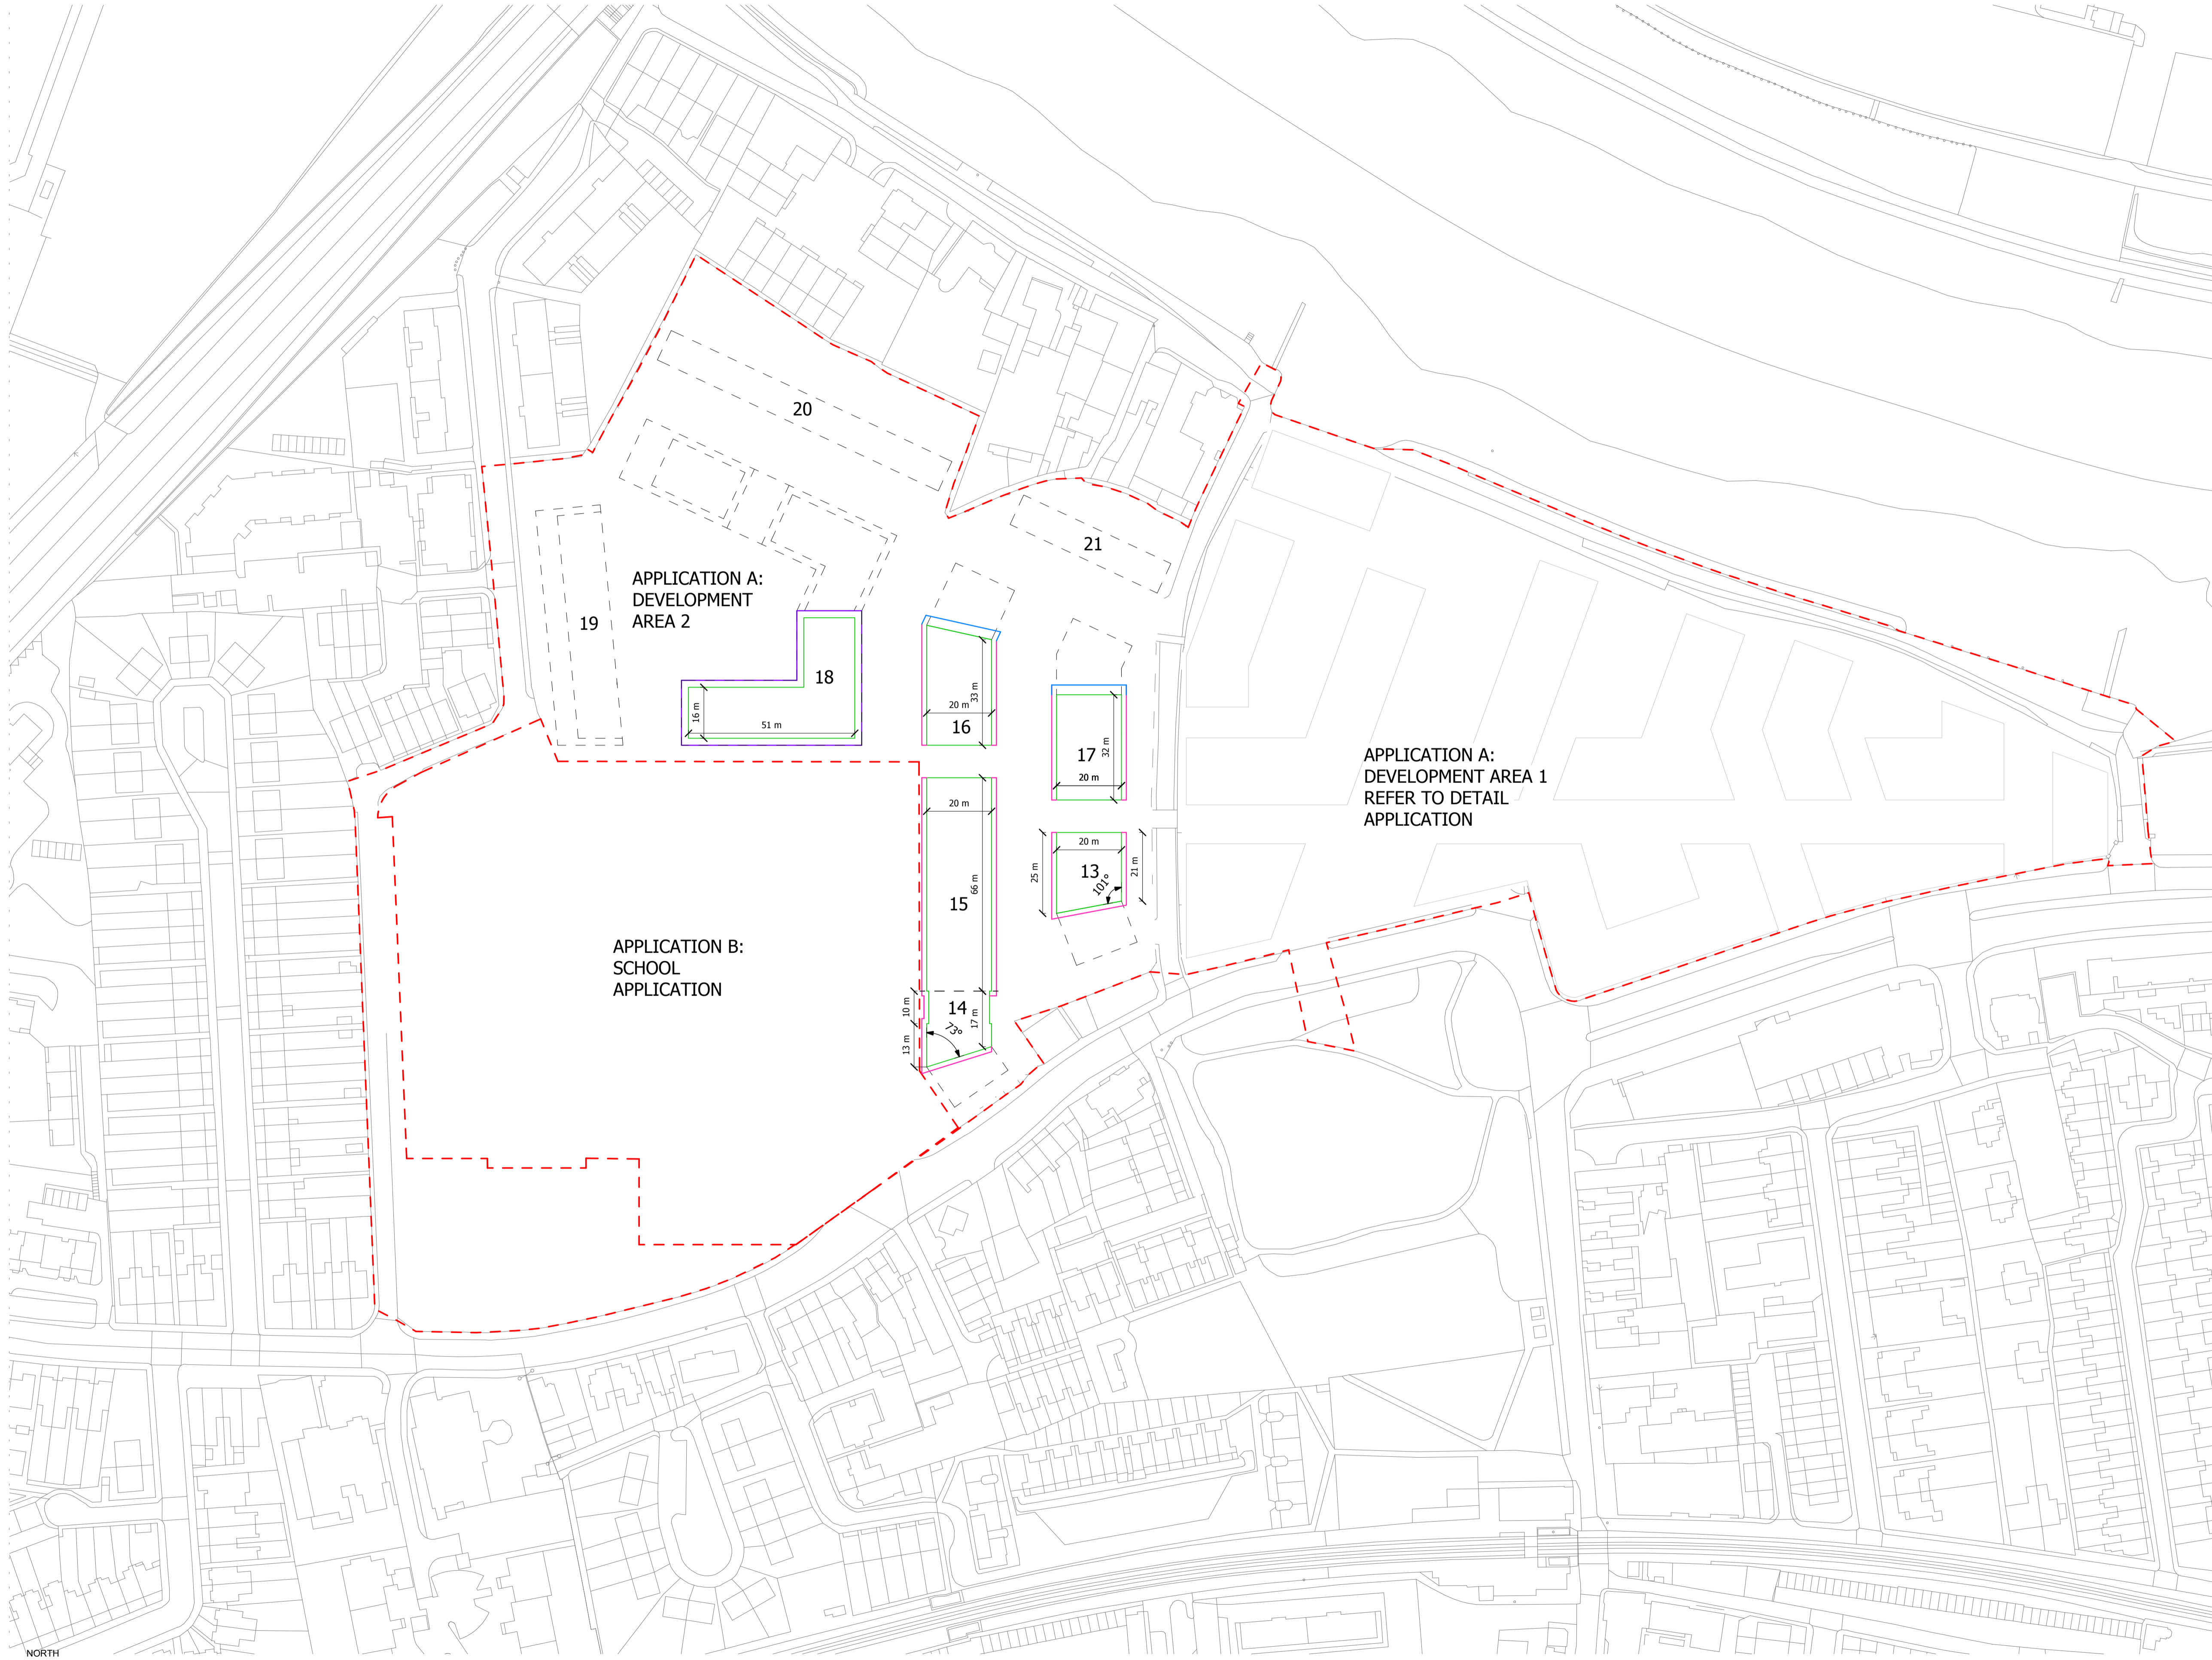 20
21
APPLICATION A:
DEVELOPMENT
AREA 2
19
18
16 m
51 m
33 m
20 m
16
17
32 m
20 m
APPLICATION A:
DEVELOPMENT AREA 1
REFER TO DETAIL
APPLICATION
20 m
66 m
15
20 m
25 m
13
101°
21 m
APPLICATION B:
SCHOOL
APPLICATION
10 m
14
17 m
73°
13 m
NORTH